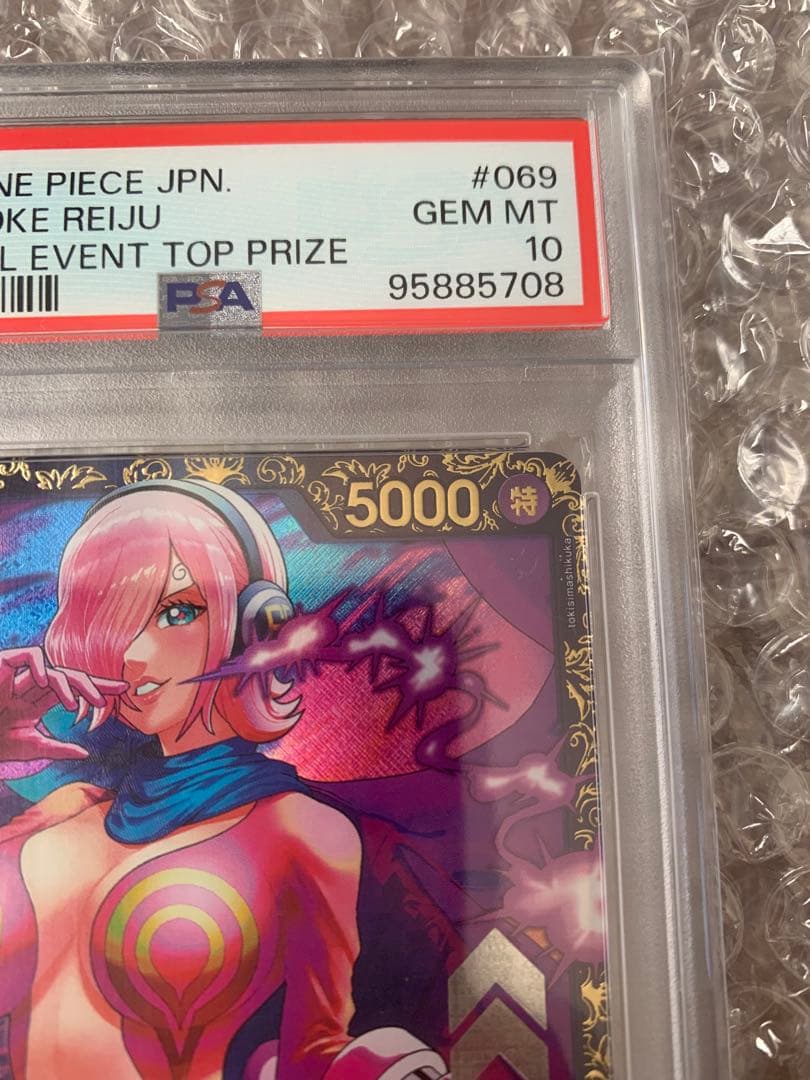 NE PIECE JPN. #069
OKE REIJU GEM MT
L EVENT TOP PRIZE 10
PSA 95885708
5000 特
tokisimashikuka